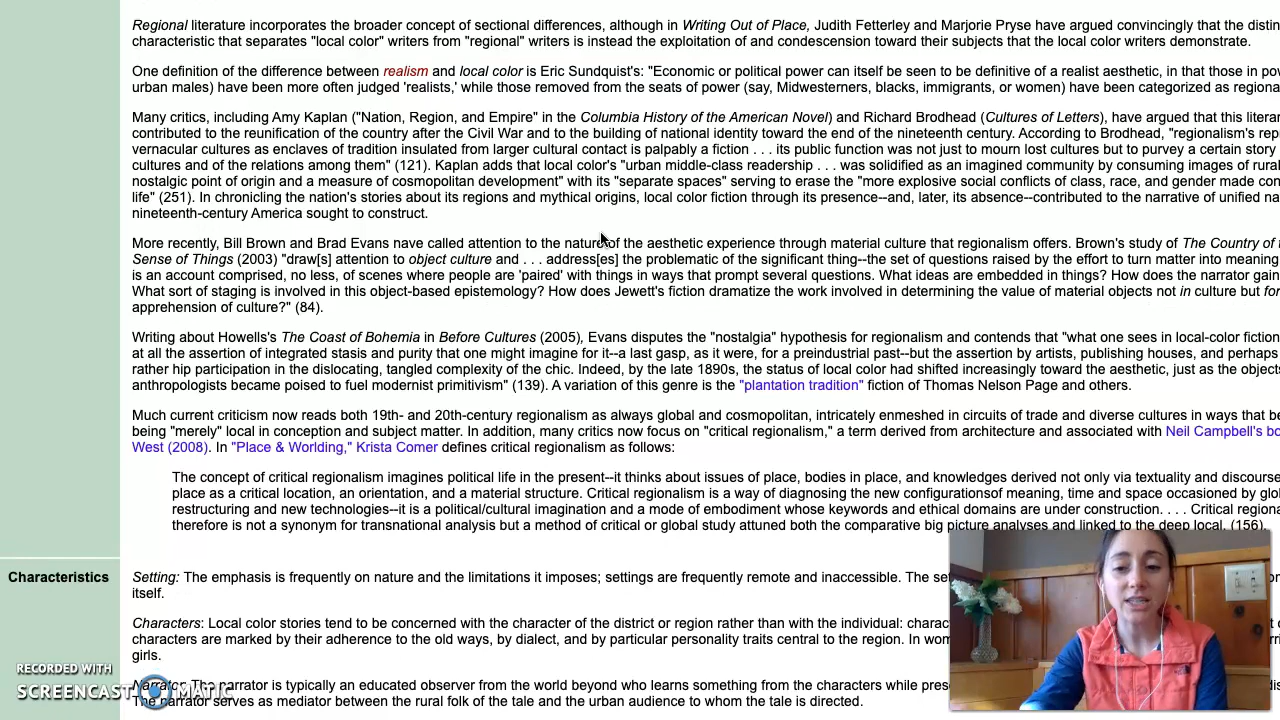 Regional literature incorporates the broader concept of sectional differences, although in Writing Out of Place, Judith Fetterley and Marjorie Pryse have argued convincingly that the distin
characteristic that separates "local color" writers from "regional" writers is instead the exploitation of and condescension toward their subjects that the local color writers demonstrate.
One definition of the difference between realism and local color is Eric Sundquist's: "Economic or political power can itself be seen to be definitive of a realist aesthetic, in that those in pow
urban males) have been more often judged 'realists,' while those removed from the seats of power (say, Midwesterners, blacks, immigrants, or women) have been categorized as regiona
Many critics, including Amy Kaplan ("Nation, Region, and Empire" in the Columbia History of the American Novel) and Richard Brodhead (Cultures of Letters), have argued that this literar
contributed to the reunification of the country after the Civil War and to the building of national identity toward the end of the nineteenth century. According to Brodhead, "regionalism's rep
vernacular cultures as enclaves of tradition insulated from larger cultural contact is palpably a fiction . . . its public function was not just to mourn lost cultures but to purvey a certain story
cultures and of the relations among them" (121). Kaplan adds that local color's "urban middle-class readership . . . was solidified as an imagined community by consuming images of rural
nostalgic point of origin and a measure of cosmopolitan development" with its "separate spaces" serving to erase the "more explosive social conflicts of class, race, and gender made con
life" (251). In chronicling the nation's stories about its regions and mythical origins, local color fiction through its presence--and, later, its absence--contributed to the narrative of unified na
nineteenth-century America sought to construct.
More recently, Bill Brown and Brad Evans nave called attention to the nature of the aesthetic experience through material culture that regionalism offers. Brown's study of The Country of t
Sense of Things (2003) "draw[s] attention to object culture and . . . address[es] the problematic of the significant thing--the set of questions raised by the effort to turn matter into meaning
is an account comprised, no less, of scenes where people are 'paired' with things in ways that prompt several questions. What ideas are embedded in things? How does the narrator gain
What sort of staging is involved in this object-based epistemology? How does Jewett's fiction dramatize the work involved in determining the value of material objects not in culture but for
apprehension of culture?" (84).
Writing about Howells's The Coast of Bohemia in Before Cultures (2005), Evans disputes the "nostalgia" hypothesis for regionalism and contends that "what one sees in local-color fiction
at all the assertion of integrated stasis and purity that one might imagine for it--a last gasp, as it were, for a preindustrial past--but the assertion by artists, publishing houses, and perhaps
rather hip participation in the dislocating, tangled complexity of the chic. Indeed, by the late 1890s, the status of local color had shifted increasingly toward the aesthetic, just as the objects
anthropologists became poised to fuel modernist primitivism" (139). A variation of this genre is the "plantation tradition" fiction of Thomas Nelson Page and others.
Much current criticism now reads both 19th- and 20th-century regionalism as always global and cosmopolitan, intricately enmeshed in circuits of trade and diverse cultures in ways that be
being "merely" local in conception and subject matter. In addition, many critics now focus on "critical regionalism," a term derived from architecture and associated with Neil Campbell's bo
West (2008). In "Place & Worlding," Krista Comer defines critical regionalism as follows:
The concept of critical regionalism imagines political life in the present--it thinks about issues of place, bodies in place, and knowledges derived not only via textuality and discourse
place as a critical location, an orientation, and a material structure. Critical regionalism is a way of diagnosing the new configurationsof meaning, time and space occasioned by glo
restructuring and new technologies--it is a political/cultural imagination and a mode of embodiment whose keywords and ethical domains are under construction. . . . Critical regiona
therefore is not a synonym for transnational analysis but a method of critical or global study attuned both the comparative big picture analyses and linked to the deep local. (156).
Characteristics
Setting: The emphasis is frequently on nature and the limitations it imposes; settings are frequently remote and inaccessible. The set
itself.
Characters: Local color stories tend to be concerned with the character of the district or region rather than with the individual: charac
characters are marked by their adherence to the old ways, by dialect, and by particular personality traits central to the region. In wom
girls.
Narrator: The narrator is typically an educated observer from the world beyond who learns something from the characters while pres
The narrator serves as mediator between the rural folk of the tale and the urban audience to whom the tale is directed.
RECORDED WITH
SCREENCAST-O-MATIC